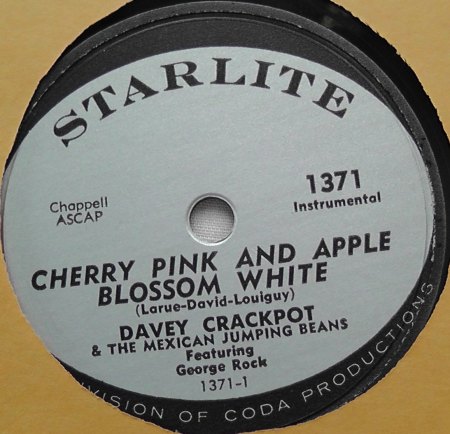 STARLITE
Chappell
ASCAP
1371
Instrumental
CHERRY PINK AND APPLE
BLOSSOM WHITE
(Larue-David-Louiguy)
DAVEY CRACKPOT
& THE MEXICAN JUMPING BEANS
Featuring
George Rock
1371-1
VISION OF CODA PRODUCTIONS